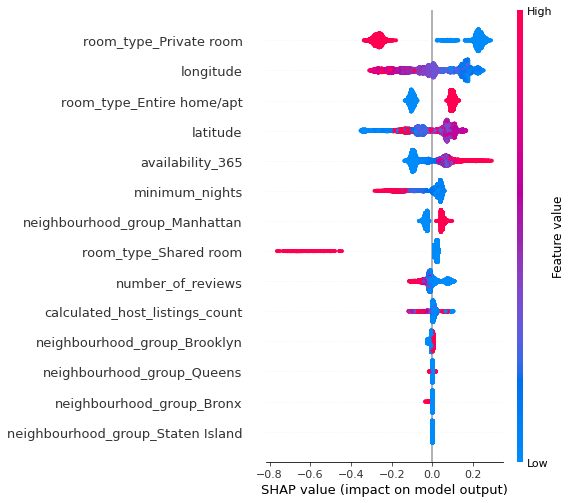 High
room_type_Private room
longitude
room_type_Entire home/apt
latitude
availability_365
minimum_nights
neighbourhood_group_Manhattan
room_type_Shared room
number_of_reviews
calculated_host_listings_count
neighbourhood_group_Brooklyn
neighbourhood_group_Queens
neighbourhood_group_Bronx
neighbourhood_group_Staten Island
Feature value
Low
−0.8 −0.6 −0.4 −0.2 0.0 0.2
SHAP value (impact on model output)